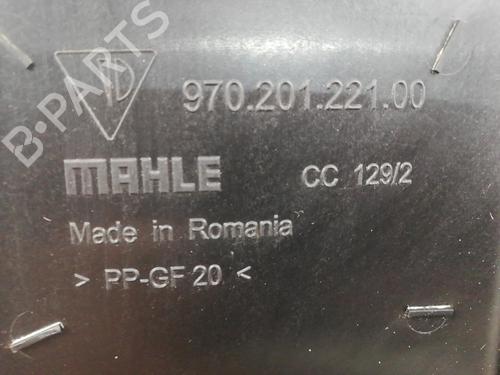 B-PARTS
970.201.221.00
MAHLE CC 129/2
Made in Romania
> PP-GF 20 <